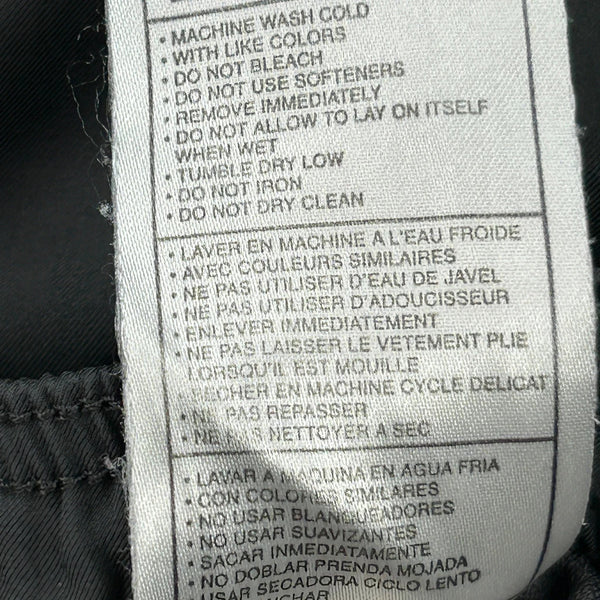 • MACHINE WASH COLD
• WITH LIKE COLORS
• DO NOT BLEACH
• DO NOT USE SOFTENERS
• REMOVE IMMEDIATELY
• DO NOT ALLOW TO LAY ON ITSELF
WHEN WET
• TUMBLE DRY LOW
• DO NOT IRON
• DO NOT DRY CLEAN
• LAVER EN MACHINE A L'EAU FROIDE
• AVEC COULEURS SIMILAIRES
• NE PAS UTILISER D'EAU DE JAVEL
• NE PAS UTILISER D'ADOUCISSEUR
• ENLEVER IMMEDIATEMENT
• NE PAS LAISSER LE VETEMENT PLIE
LORSQU'IL EST MOUILLE
SECHER EN MACHINE CYCLE DELICAT
• NE PAS REPASSER
• NE PAS NETTOYER A SEC
• LAVAR A MAQUINA EN AGUA FRIA
• CON COLORES SIMILARES
• NO USAR BLANQUEADORES
• NO USAR SUAVIZANTES
• SACAR INMEDIATAMENTE
• NO DOBLAR PRENDA MOJADA
• USAR SECADORA CICLO LENTO